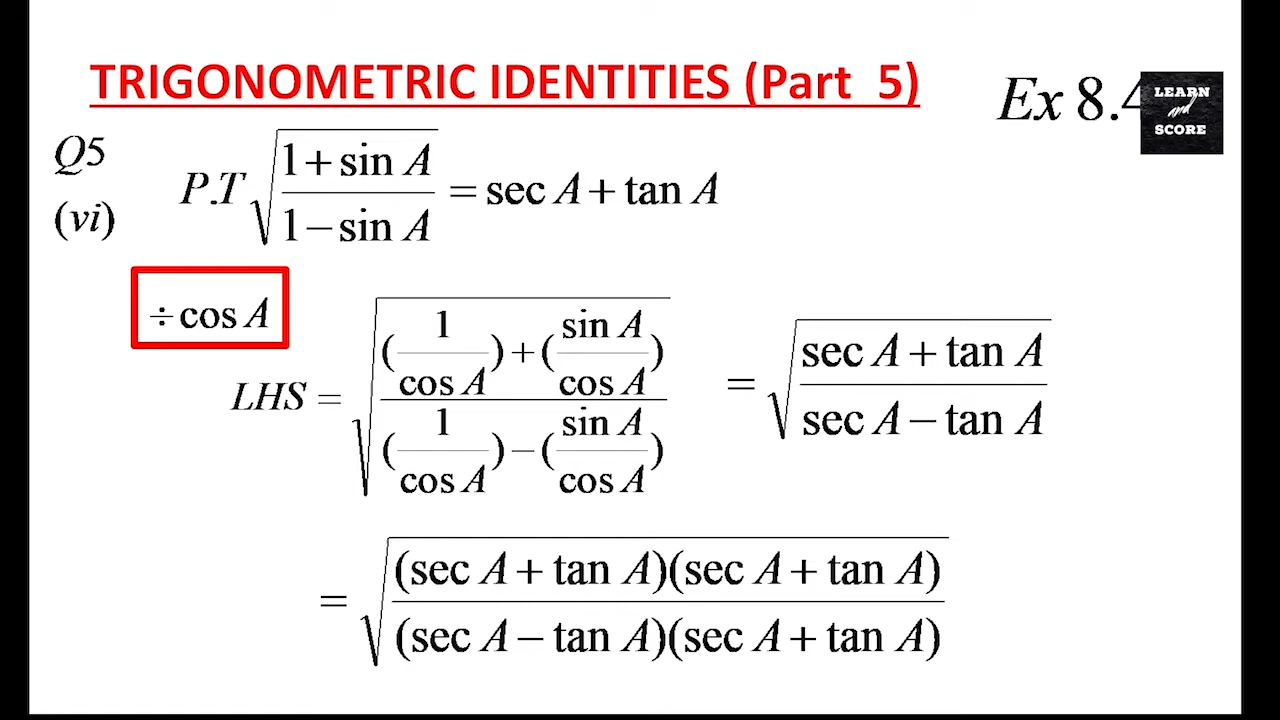 TRIGONOMETRIC IDENTITIES (Part 5)
Ex 8.4
LEARN
and
SCORE
Q5
(vi)
P.T √((1 + sin A)/(1 − sin A)) = sec A + tan A
÷ cos A
LHS = √(((1/cos A) + (sin A/cos A))/((1/cos A) − (sin A/cos A))) = √((sec A + tan A)/(sec A − tan A))
= √(((sec A + tan A)(sec A + tan A))/((sec A − tan A)(sec A + tan A)))